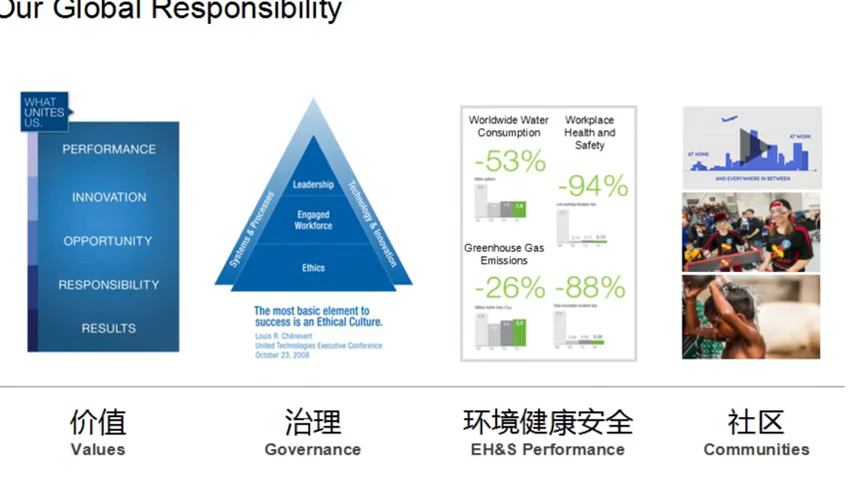 Our Global Responsibility
WHAT
UNITES
US.
PERFORMANCE
INNOVATION
OPPORTUNITY
RESPONSIBILITY
RESULTS
Systems & Processes
Technology & Innovation
Leadership
Engaged
Workforce
Ethics
The most basic element to
success is an Ethical Culture.
Louis R. Chênevert
United Technologies Executive Conference
October 23, 2008
Worldwide Water
Consumption
-53%
Workplace
Health and
Safety
-94%
Greenhouse Gas
Emissions
-26%
-88%
AT HOME
AT WORK
AND EVERYWHERE IN BETWEEN
价值
Values
治理
Governance
环境健康安全
EH&S Performance
社区
Communities